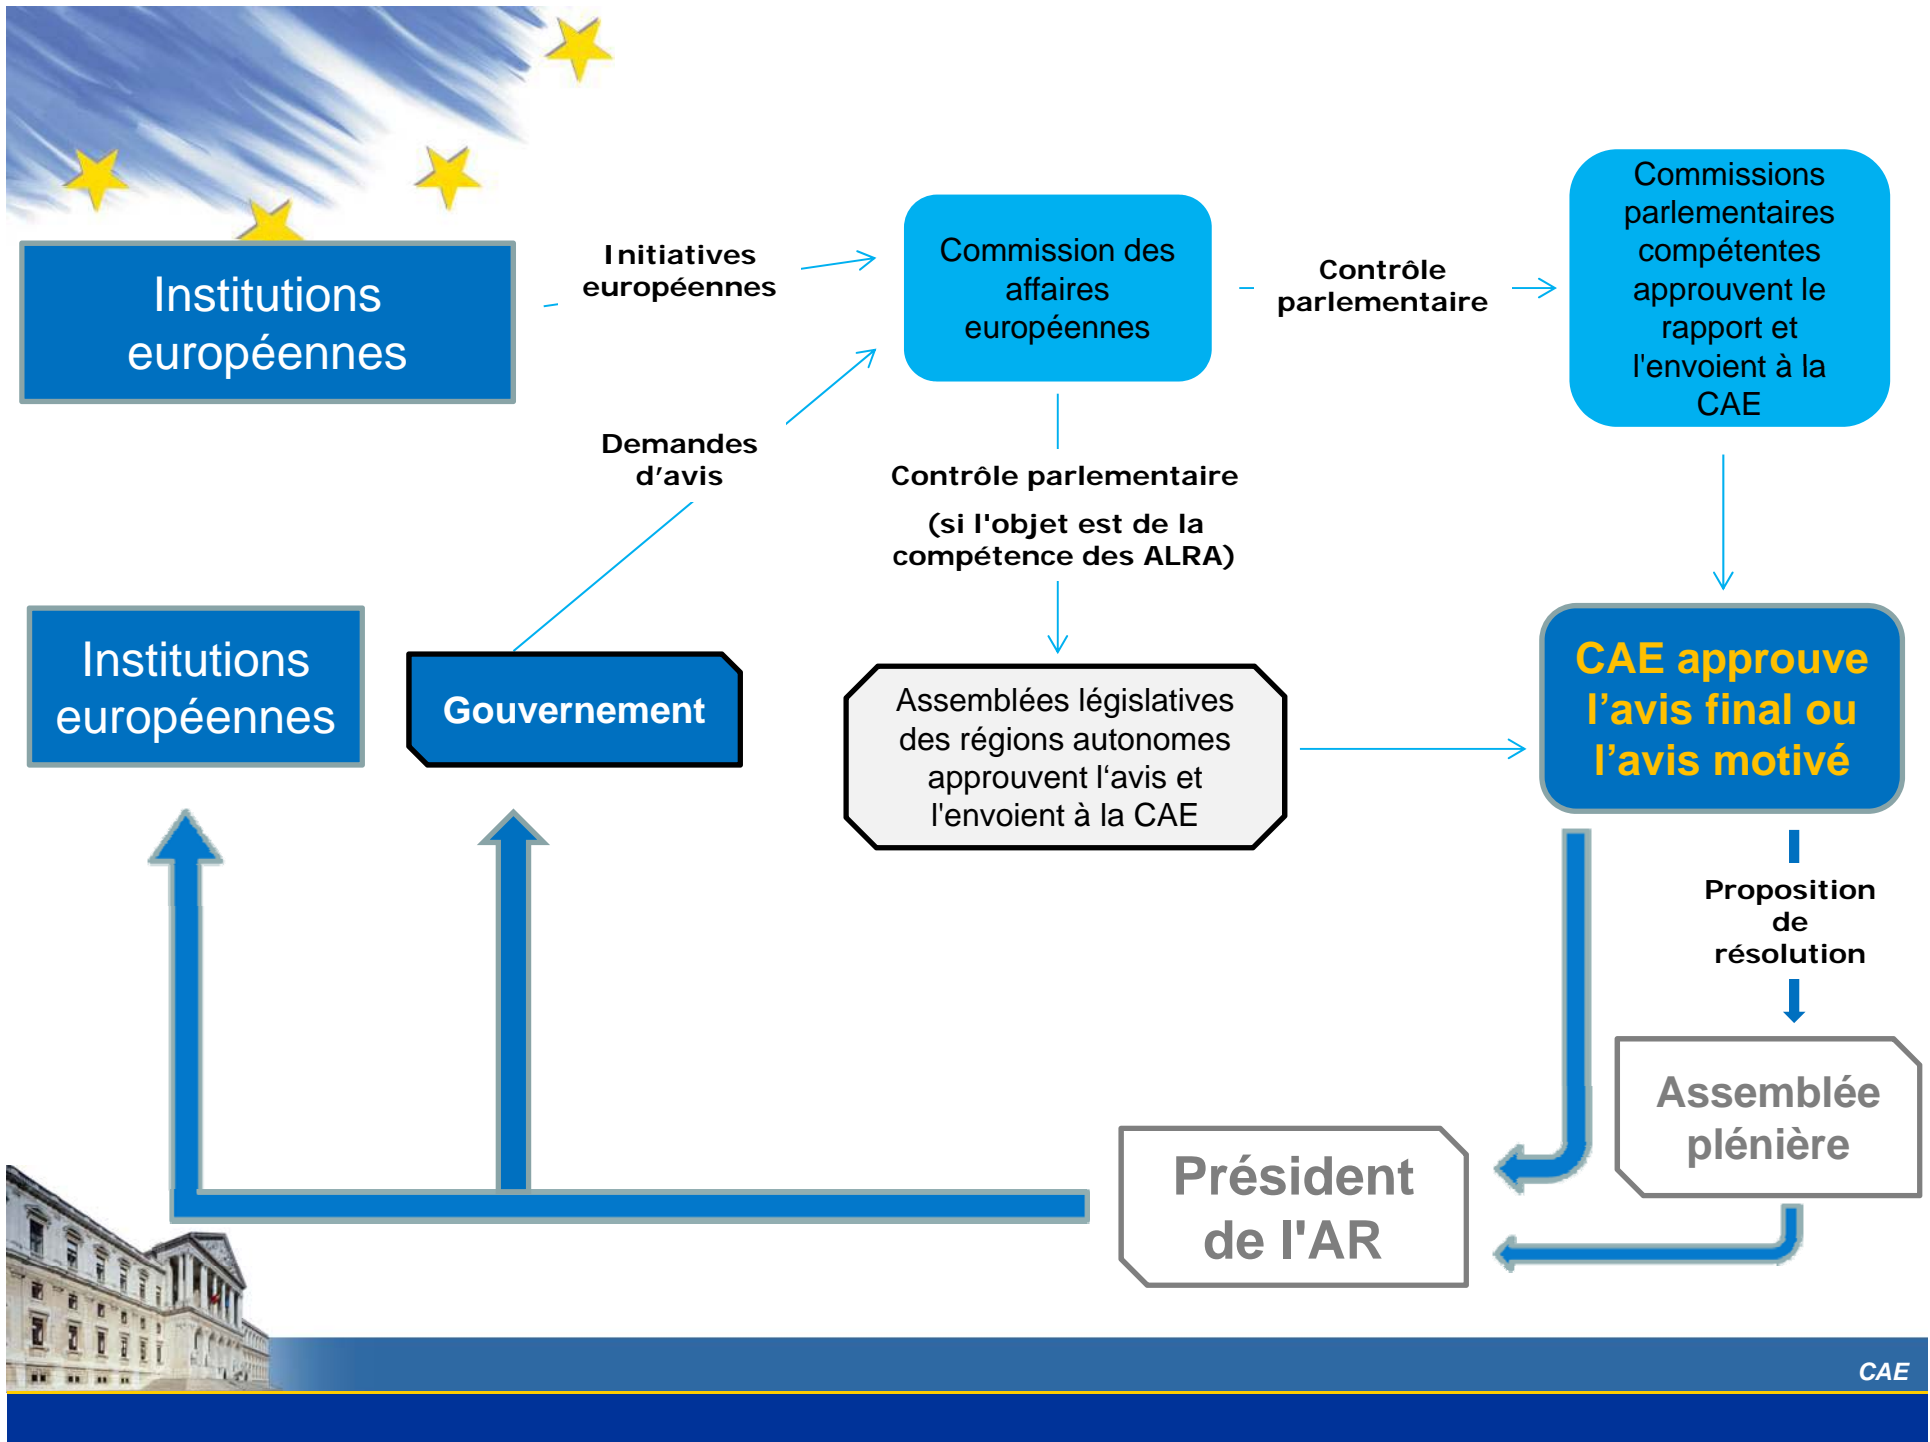 Institutions
européennes
Initiatives
européennes
Commission des
affaires
européennes
Contrôle
parlementaire
Commissions
parlementaires
compétentes
approuvent le
rapport et
l'envoient à la
CAE
Demandes
d’avis
Contrôle parlementaire
(si l'objet est de la
compétence des ALRA)
Institutions
européennes
Gouvernement
Assemblées législatives
des régions autonomes
approuvent l‘avis et
l'envoient à la CAE
CAE approuve
l’avis final ou
l’avis motivé
Proposition
de
résolution
Assemblée
plénière
Président
de l'AR
CAE